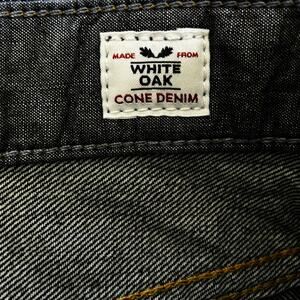 MADE FROM
WHITE
OAK
CONE DENIM